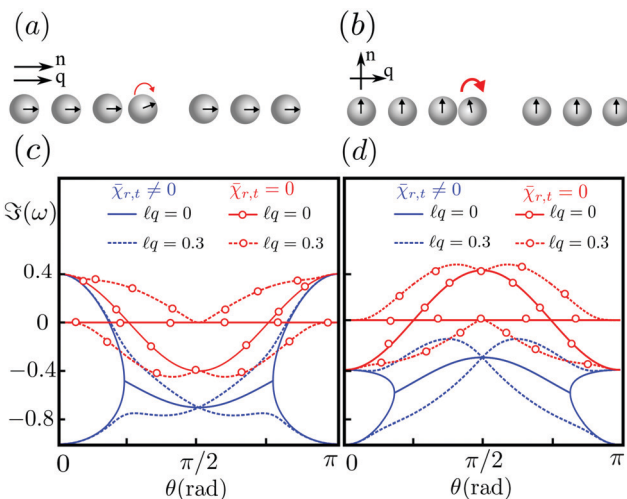 (a)
n
q
(b)
n
q
(c)
(d)
ℑ(ω)
χ̄r,t ≠ 0
χ̄r,t = 0
ℓq = 0
ℓq = 0
ℓq = 0.3
ℓq = 0.3
χ̄r,t ≠ 0
χ̄r,t = 0
ℓq = 0
ℓq = 0
ℓq = 0.3
ℓq = 0.3
0.4
0
−0.4
−0.8
0
π/2
π
0
π/2
π
θ(rad)
θ(rad)